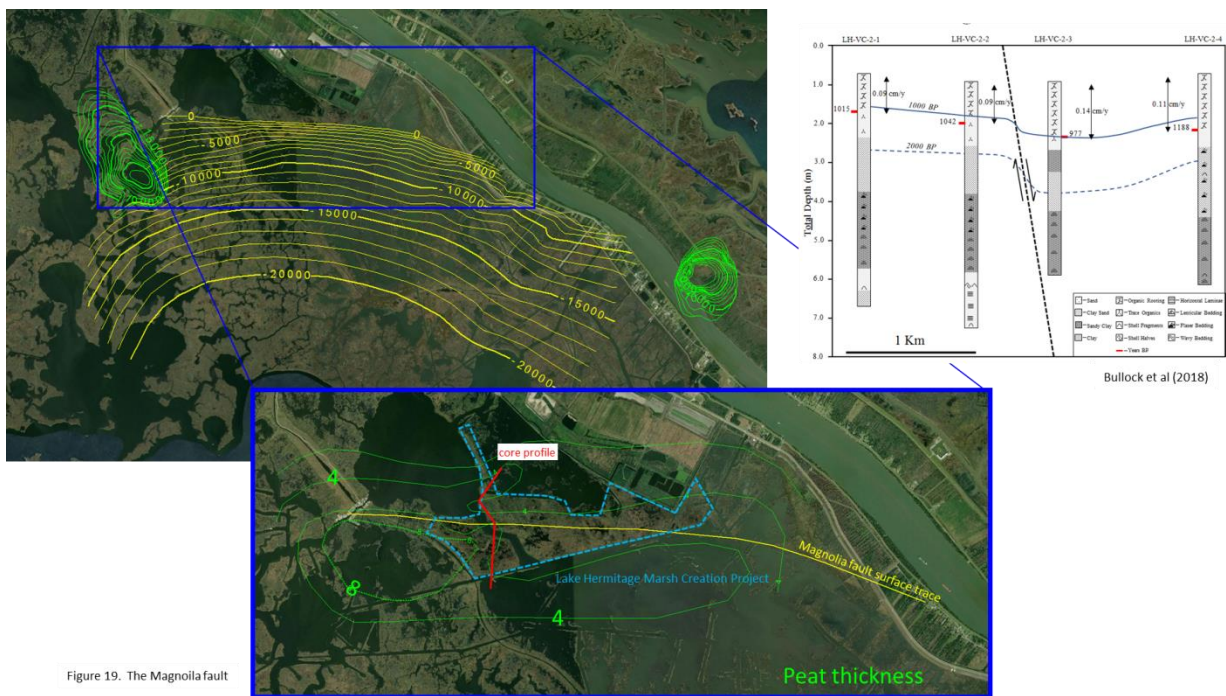 0
-5000
-10000
-15000
-20000
-5000
-10000
-15000
-20000
LH-VC-2-1
LH-VC-2-2
LH-VC-2-3
LH-VC-2-4
0.0
1.0
2.0
3.0
4.0
5.0
6.0
7.0
8.0
Total Depth (m)
0.09 cm/y
0.09 cm/y
0.14 cm/y
0.11 cm/y
1015
1042
977
1188
1000 BP
2000 BP
1 Km
Sand
Clay Sand
Sandy Clay
Clay
Organic Rooting
Trace Organics
Shell Fragments
Shell Halves
Years BP
Horizontal Laminae
Lenticular Bedding
Planar Bedding
Wavy Bedding
Bullock et al (2018)
core profile
4
8
4
Lake Hermitage Marsh Creation Project
Magnolia fault surface trace
Peat thickness
Figure 19. The Magnoila fault